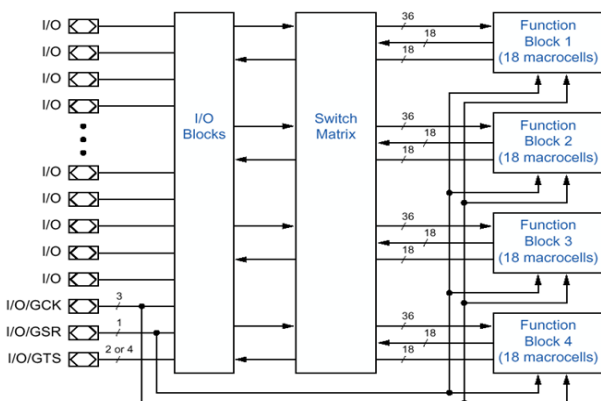 I/O
I/O
I/O
I/O
I/O
I/O
I/O
I/O
I/O
I/O/GCK
3
I/O/GSR
1
I/O/GTS
2 or 4
I/O
Blocks
Switch
Matrix
36
18
18
Function
Block 1
(18 macrocells)
36
18
18
Function
Block 2
(18 macrocells)
36
18
18
Function
Block 3
(18 macrocells)
36
18
18
Function
Block 4
(18 macrocells)